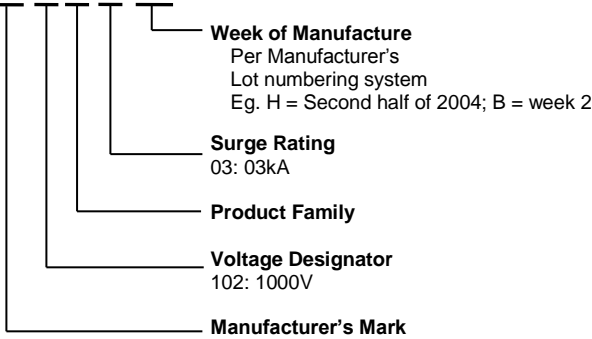 Week of Manufacture
Per Manufacturer's
Lot numbering system
Eg. H = Second half of 2004; B = week 2
Surge Rating
03: 03kA
Product Family
Voltage Designator
102: 1000V
Manufacturer's Mark